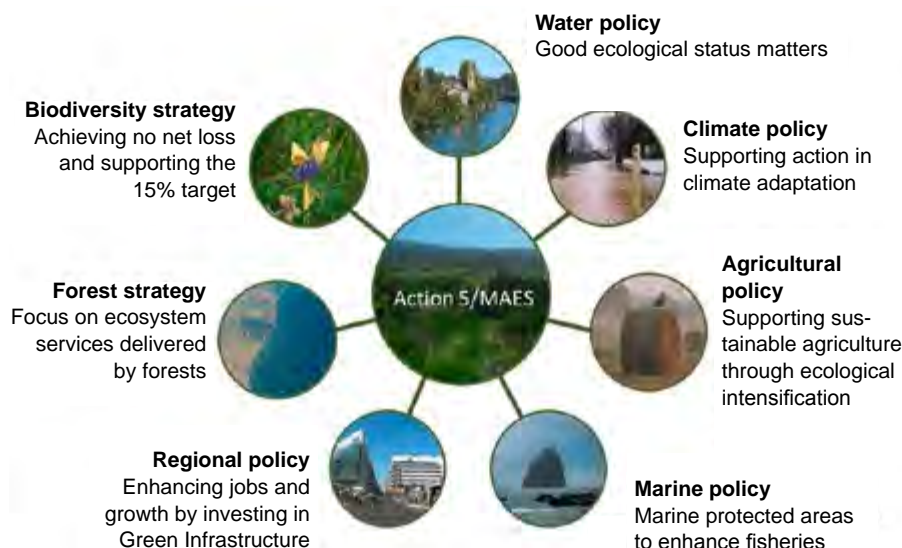 Water policy
Good ecological status matters
Biodiversity strategy
Achieving no net loss
and supporting the
15% target
Climate policy
Supporting action in
climate adaptation
Action 5/MAES
Forest strategy
Focus on ecosystem
services delivered
by forests
Agricultural
policy
Supporting sus-
tainable agriculture
through ecological
intensification
Regional policy
Enhancing jobs and
growth by investing in
Green Infrastructure
Marine policy
Marine protected areas
to enhance fisheries